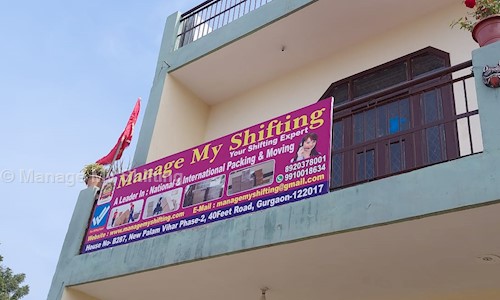 Manage My Shifting
Your Shifting Expert
A Leader In : National & International Packing & Moving
8920378001
9910018634
Website : www.managemyshifting.com E-Mail : managemyshifting@gmail.com
House No- B287, New Palam Vihar Phase-2, 40Feet Road, Gurgaon-122017